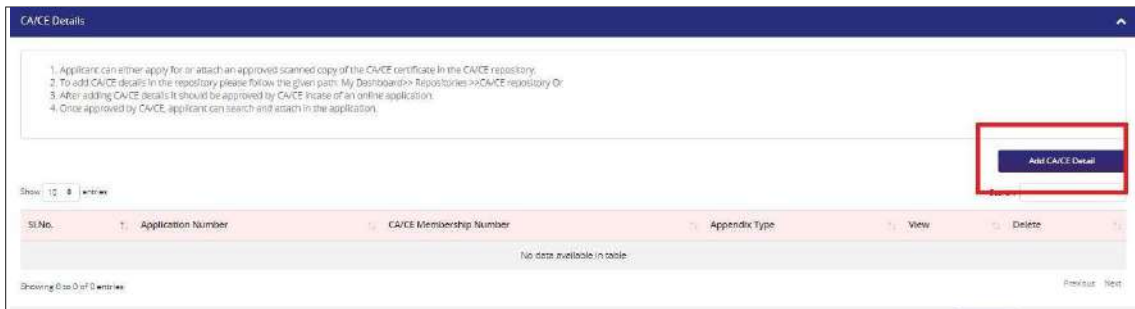 CA/CE Details
1. Applicant can either apply for or attach an approved scanned copy of the CA/CE certificate in the CA/CE repository.
2. To add CA/CE details in the repository please follow the given path: My Dashboard>> Repositories >>CA/CE repository Or
3. After adding CA/CE details it should be approved by CA/CE incase of an online application.
4. Once approved by CA/CE, applicant can search and attach in the application.
Add CA/CE Detail
Show 10 entries
Sl.No. Application Number CA/CE Membership Number Appendix Type View Delete
No data available in table
Showing 0 to 0 of 0 entries Previous Next